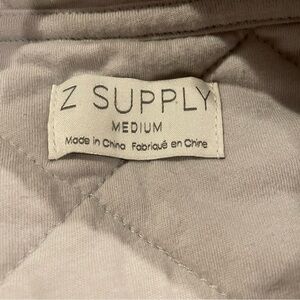 Z SUPPLY
MEDIUM
Made in China Fabriqué en Chine